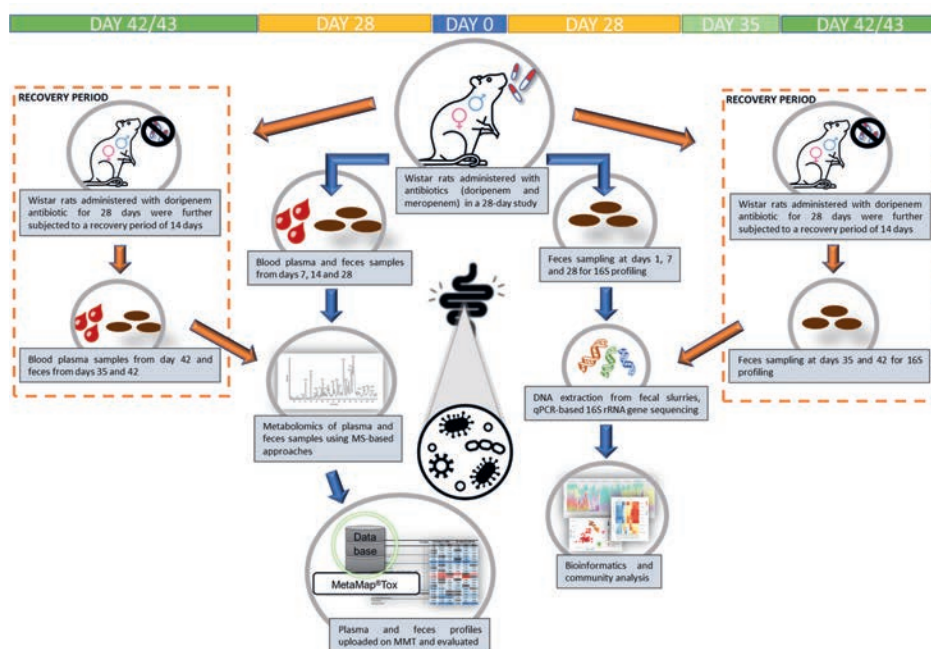 DAY 42/43 DAY 28 DAY 0 DAY 28 DAY 35 DAY 42/43
RECOVERY PERIOD
Wistar rats administered with doripenem
antibiotic for 28 days were further
subjected to a recovery period of 14 days
Blood plasma samples from day 42 and
feces from days 35 and 42
Wistar rats administered with
antibiotics (doripenem and
meropenem) in a 28-day study
Blood plasma and feces samples
from days 7, 14 and 28
Metabolomics of plasma and
feces samples using MS-based
approaches
Data
base
MetaMap®Tox
Plasma and feces profiles
uploaded on MMT and evaluated
Feces sampling at days 1, 7
and 28 for 16S profiling
DNA extraction from fecal slurries,
qPCR-based 16S rRNA gene sequencing
Bioinformatics and
community analysis
RECOVERY PERIOD
Wistar rats administered with doripenem
antibiotic for 28 days were further
subjected to a recovery period of 14 days
Feces sampling at days 35 and 42 for 16S
profiling